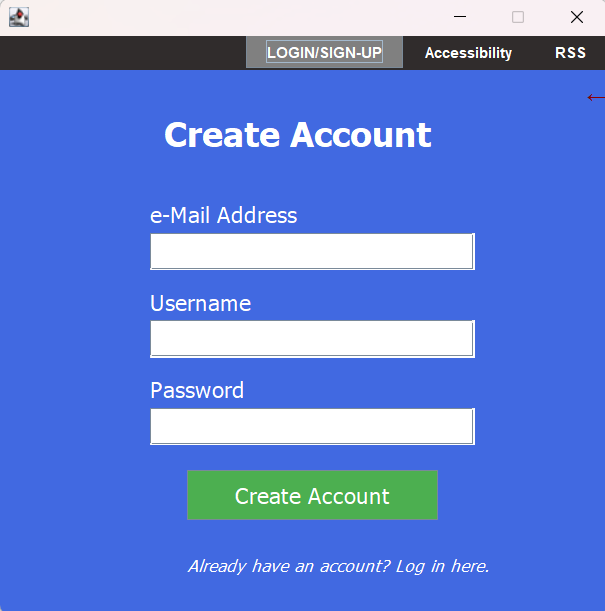 LOGIN/SIGN-UP Accessibility RSS
←
Create Account
e-Mail Address
Username
Password
Create Account
Already have an account? Log in here.